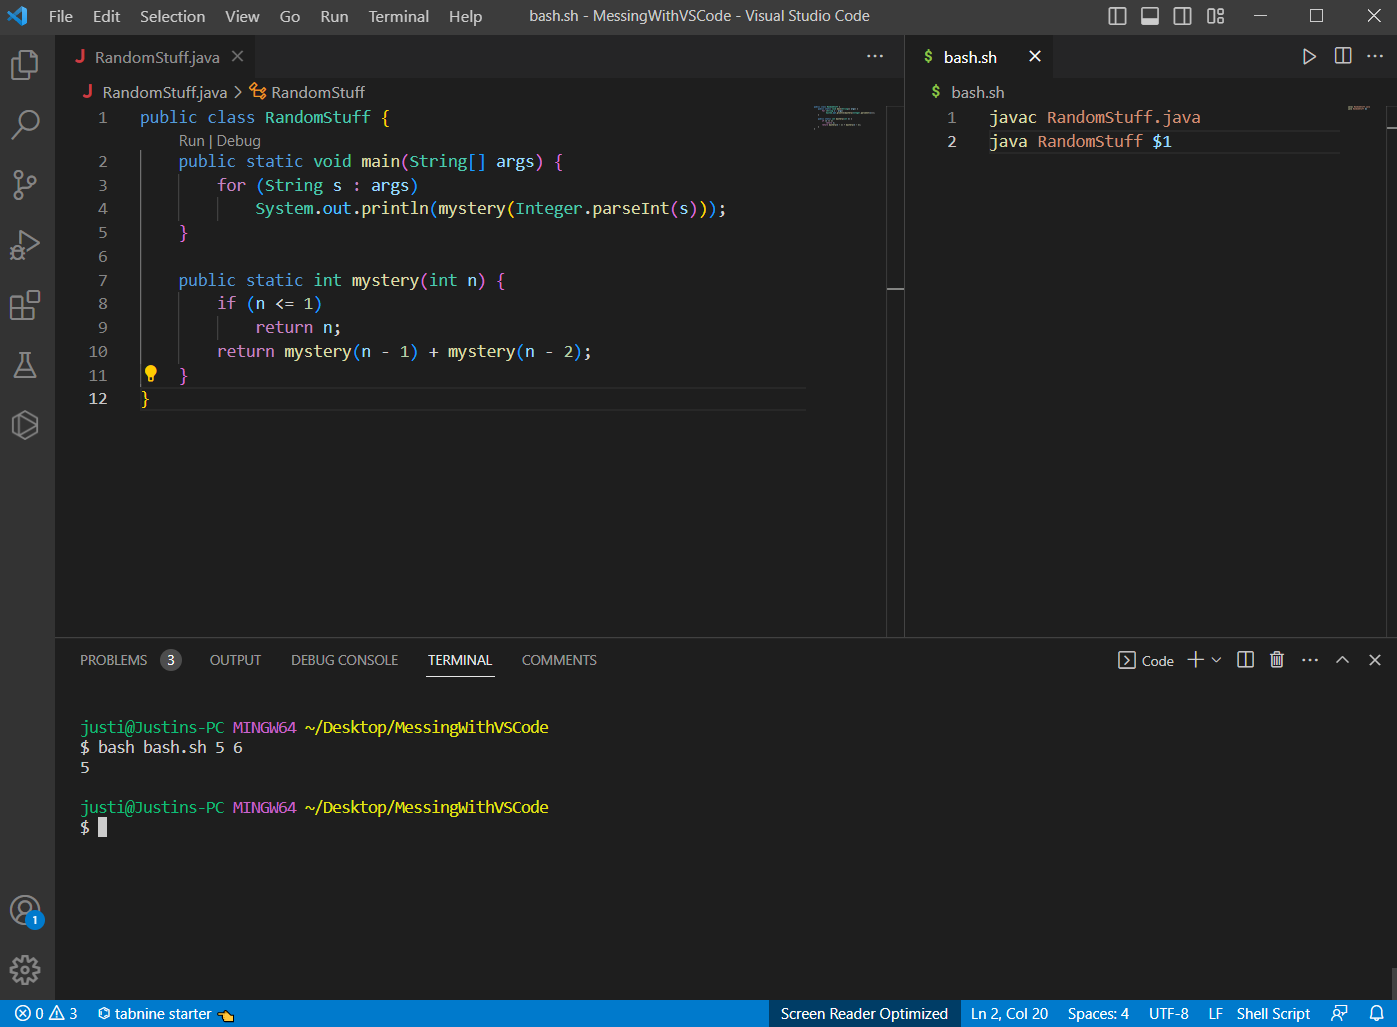 File Edit Selection View Go Run Terminal Help bash.sh - MessingWithVSCode - Visual Studio Code
J RandomStuff.java
J RandomStuff.java > RandomStuff
1 public class RandomStuff {
Run | Debug
2 public static void main(String[] args) {
3 for (String s : args)
4 System.out.println(mystery(Integer.parseInt(s)));
5 }
6
7 public static int mystery(int n) {
8 if (n <= 1)
9 return n;
10 return mystery(n - 1) + mystery(n - 2);
11 }
12 }
$ bash.sh
$ bash.sh
1 javac RandomStuff.java
2 java RandomStuff $1
PROBLEMS 3 OUTPUT DEBUG CONSOLE TERMINAL COMMENTS
Code
justi@Justins-PC MINGW64 ~/Desktop/MessingWithVSCode
$ bash bash.sh 5 6
5
justi@Justins-PC MINGW64 ~/Desktop/MessingWithVSCode
$
1
0 3 tabnine starter Screen Reader Optimized Ln 2, Col 20 Spaces: 4 UTF-8 LF Shell Script